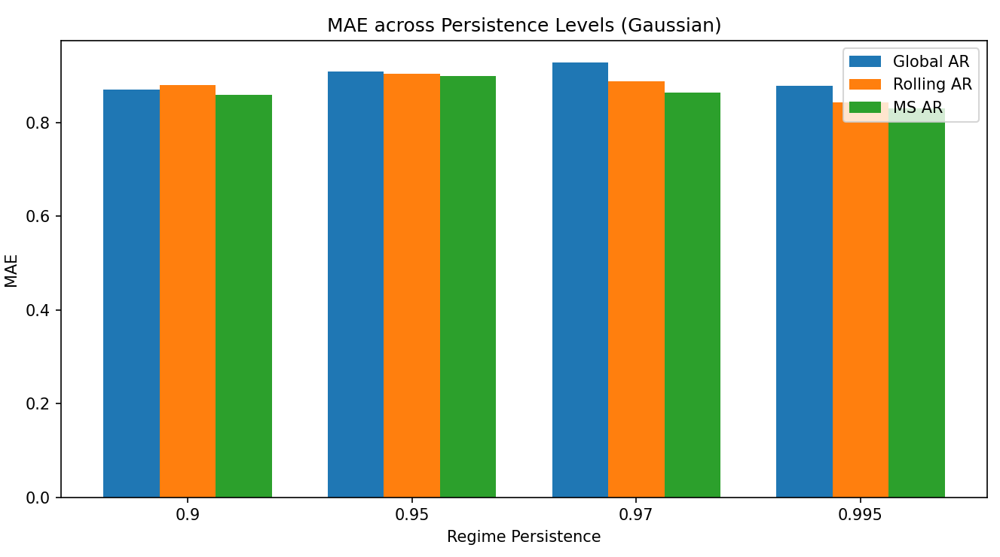 MAE across Persistence Levels (Gaussian)
Global AR
Rolling AR
MS AR
MAE
0.8
0.6
0.4
0.2
0.0
0.9
0.95
0.97
0.995
Regime Persistence